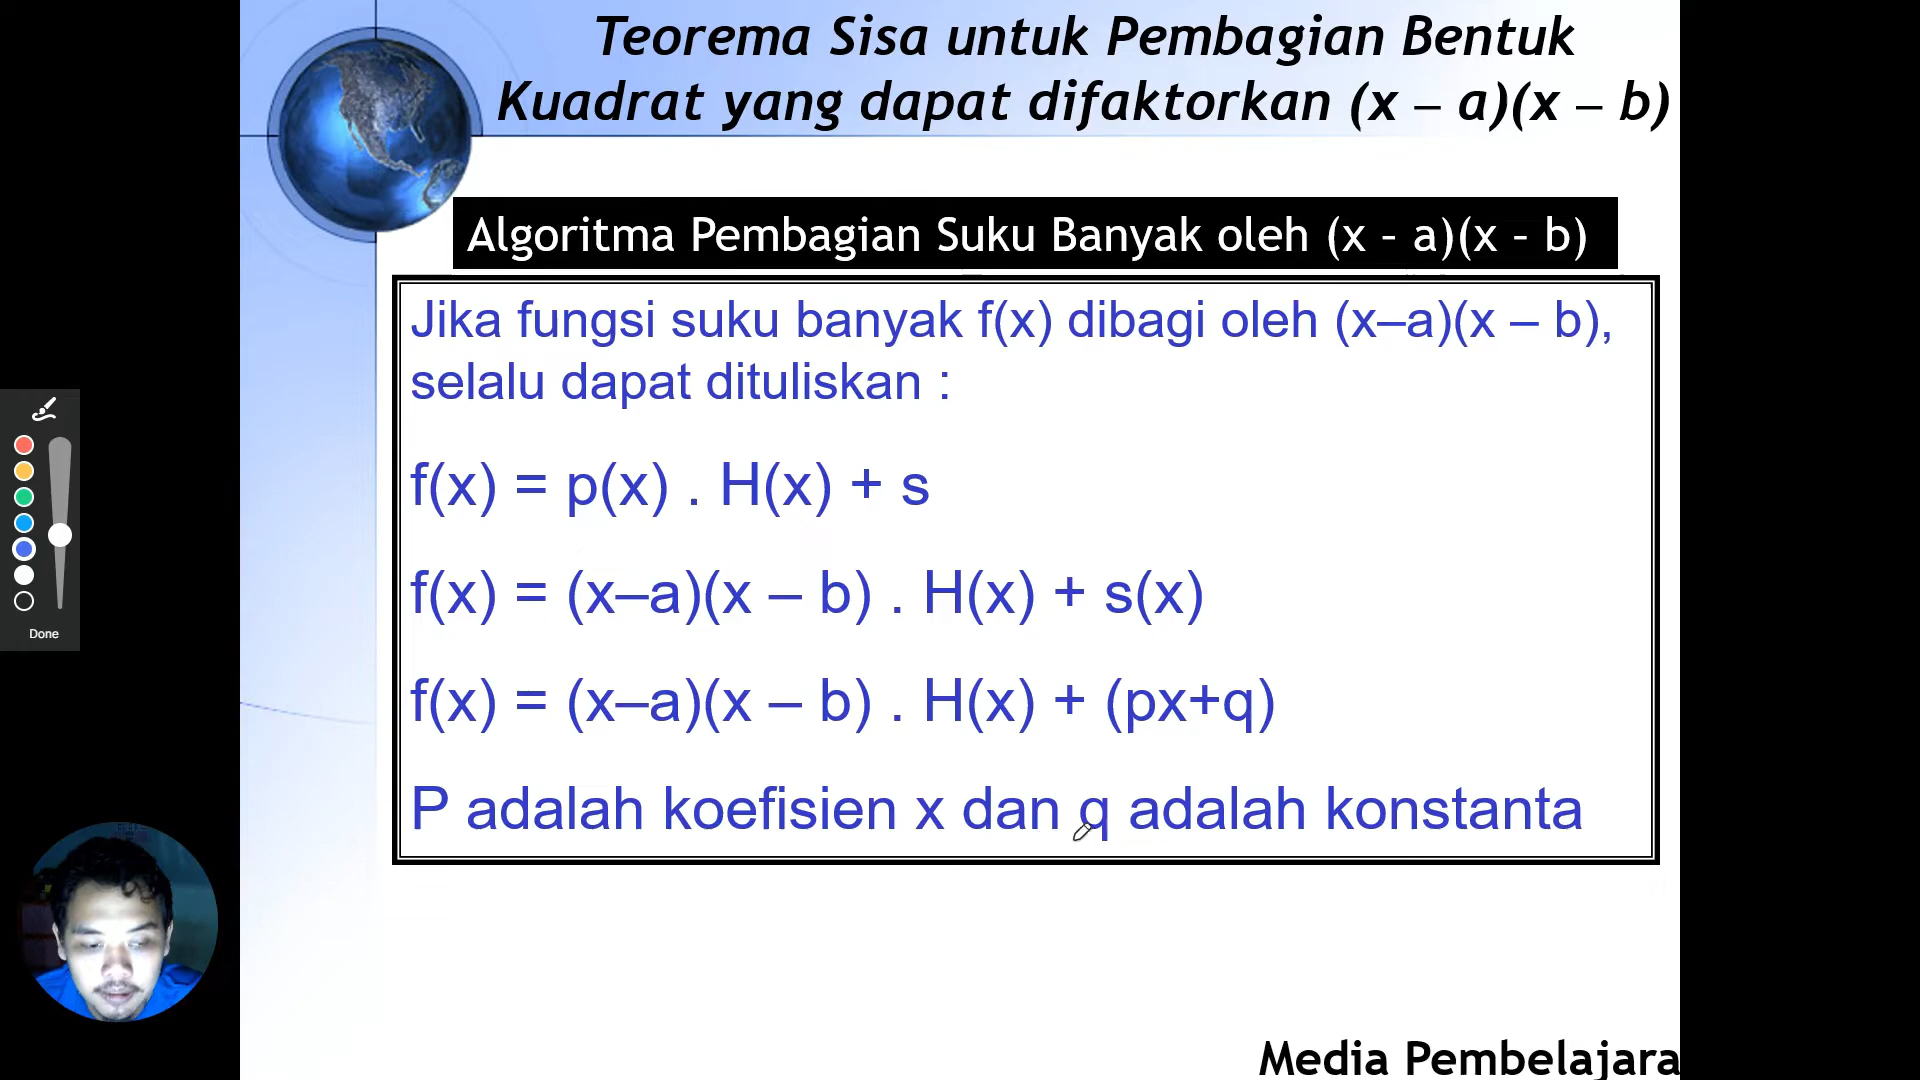 Teorema Sisa untuk Pembagian Bentuk
Kuadrat yang dapat difaktorkan (x – a)(x – b)
Algoritma Pembagian Suku Banyak oleh (x - a)(x - b)
Jika fungsi suku banyak f(x) dibagi oleh (x–a)(x – b),
selalu dapat dituliskan :
f(x) = p(x) . H(x) + s
f(x) = (x–a)(x – b) . H(x) + s(x)
f(x) = (x–a)(x – b) . H(x) + (px+q)
P adalah koefisien x dan q adalah konstanta
Done
Media Pembelajara